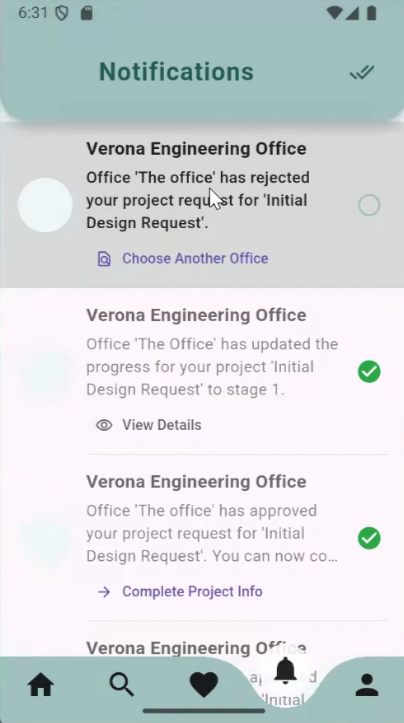 6:31
Notifications
Verona Engineering Office
Office 'The office' has rejected
your project request for 'Initial
Design Request'.
Choose Another Office
Verona Engineering Office
Office 'The Office' has updated the
progress for your project 'Initial
Design Request' to stage 1.
View Details
Verona Engineering Office
Office 'The office' has approved
your project request for 'Initial
Design Request'. You can now co...
Complete Project Info
Verona Engineering Office
'Initial